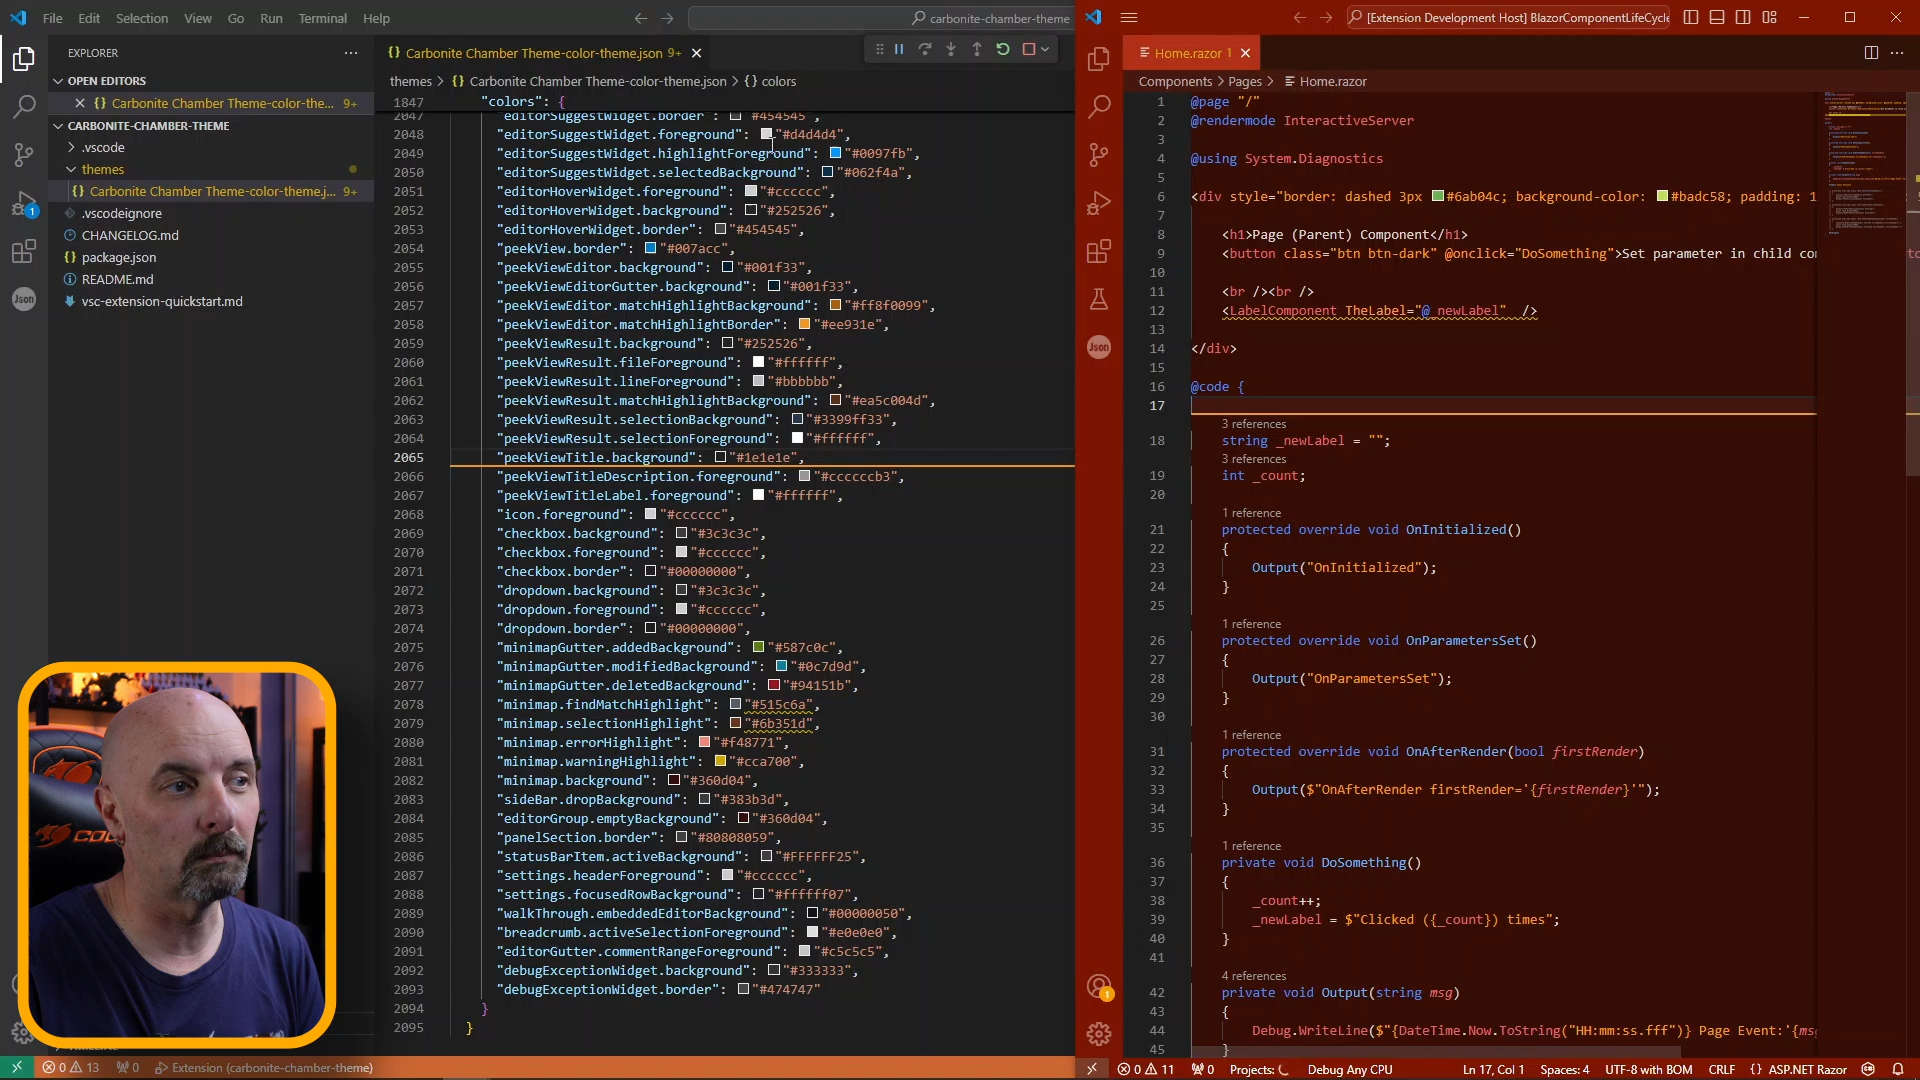 File Edit Selection View Go Run Terminal Help
carbonite-chamber-theme
EXPLORER
OPEN EDITORS
Carbonite Chamber Theme-color-the... 9+
CARBONITE-CHAMBER-THEME
.vscode
themes
Carbonite Chamber Theme-color-theme.j... 9+
.vscodeignore
CHANGELOG.md
package.json
README.md
vsc-extension-quickstart.md
1
Json
Carbonite Chamber Theme-color-theme.json 9+
themes > Carbonite Chamber Theme-color-theme.json > {} colors
1847 "colors": {
2047 "editorSuggestWidget.border": "#454545",
2048 "editorSuggestWidget.foreground": "#d4d4d4",
2049 "editorSuggestWidget.highlightForeground": "#0097fb",
2050 "editorSuggestWidget.selectedBackground": "#062f4a",
2051 "editorHoverWidget.foreground": "#cccccc",
2052 "editorHoverWidget.background": "#252526",
2053 "editorHoverWidget.border": "#454545",
2054 "peekView.border": "#007acc",
2055 "peekViewEditor.background": "#001f33",
2056 "peekViewEditorGutter.background": "#001f33",
2057 "peekViewEditor.matchHighlightBackground": "#ff8f0099",
2058 "peekViewEditor.matchHighlightBorder": "#ee931e",
2059 "peekViewResult.background": "#252526",
2060 "peekViewResult.fileForeground": "#ffffff",
2061 "peekViewResult.lineForeground": "#bbbbbb",
2062 "peekViewResult.matchHighlightBackground": "#ea5c004d",
2063 "peekViewResult.selectionBackground": "#3399ff33",
2064 "peekViewResult.selectionForeground": "#ffffff",
2065 "peekViewTitle.background": "#1e1e1e",
2066 "peekViewTitleDescription.foreground": "#ccccccb3",
2067 "peekViewTitleLabel.foreground": "#ffffff",
2068 "icon.foreground": "#cccccc",
2069 "checkbox.background": "#3c3c3c",
2070 "checkbox.foreground": "#cccccc",
2071 "checkbox.border": "#00000000",
2072 "dropdown.background": "#3c3c3c",
2073 "dropdown.foreground": "#cccccc",
2074 "dropdown.border": "#00000000",
2075 "minimapGutter.addedBackground": "#587c0c",
2076 "minimapGutter.modifiedBackground": "#0c7d9d",
2077 "minimapGutter.deletedBackground": "#94151b",
2078 "minimap.findMatchHighlight": "#515c6a",
2079 "minimap.selectionHighlight": "#6b351d",
2080 "minimap.errorHighlight": "#f48771",
2081 "minimap.warningHighlight": "#cca700",
2082 "minimap.background": "#360d04",
2083 "sideBar.dropBackground": "#383b3d",
2084 "editorGroup.emptyBackground": "#360d04",
2085 "panelSection.border": "#80808059",
2086 "statusBarItem.activeBackground": "#FFFFFF25",
2087 "settings.headerForeground": "#cccccc",
2088 "settings.focusedRowBackground": "#ffffff07",
2089 "walkThrough.embeddedEditorBackground": "#00000050",
2090 "breadcrumb.activeSelectionForeground": "#e0e0e0",
2091 "editorGutter.commentRangeForeground": "#c5c5c5",
2092 "debugExceptionWidget.background": "#333333",
2093 "debugExceptionWidget.border": "#474747"
2094 }
2095 }
0 13 0 Extension (carbonite-chamber-theme)
[Extension Development Host] BlazorComponentLifeCycle
Home.razor 1
Components > Pages > Home.razor
Json
1
1 @page "/"
2 @rendermode InteractiveServer
3
4 @using System.Diagnostics
5
6 <div style="border: dashed 3px #6ab04c; background-color: #badc58; padding: 1
7
8 <h1>Page (Parent) Component</h1>
9 <button class="btn btn-dark" @onclick="DoSomething">Set parameter in child co
10
11 <br /><br />
12 <LabelComponent TheLabel="@_newLabel" />
13
14 </div>
15
16 @code {
17
3 references
18 string _newLabel = "";
3 references
19 int _count;
20
1 reference
21 protected override void OnInitialized()
22 {
23 Output("OnInitialized");
24 }
25
1 reference
26 protected override void OnParametersSet()
27 {
28 Output("OnParametersSet");
29 }
30
1 reference
31 protected override void OnAfterRender(bool firstRender)
32 {
33 Output($"OnAfterRender firstRender='{firstRender}'");
34 }
35
1 reference
36 private void DoSomething()
37 {
38 _count++;
39 _newLabel = $"Clicked ({_count}) times";
40 }
41
4 references
42 private void Output(string msg)
43 {
44 Debug.WriteLine($"{DateTime.Now.ToString("HH:mm:ss.fff")} Page Event:'{ms
45 }
0 11 0 Projects: Debug Any CPU Ln 17, Col 1 Spaces: 4 UTF-8 with BOM CRLF {} ASP.NET Razor